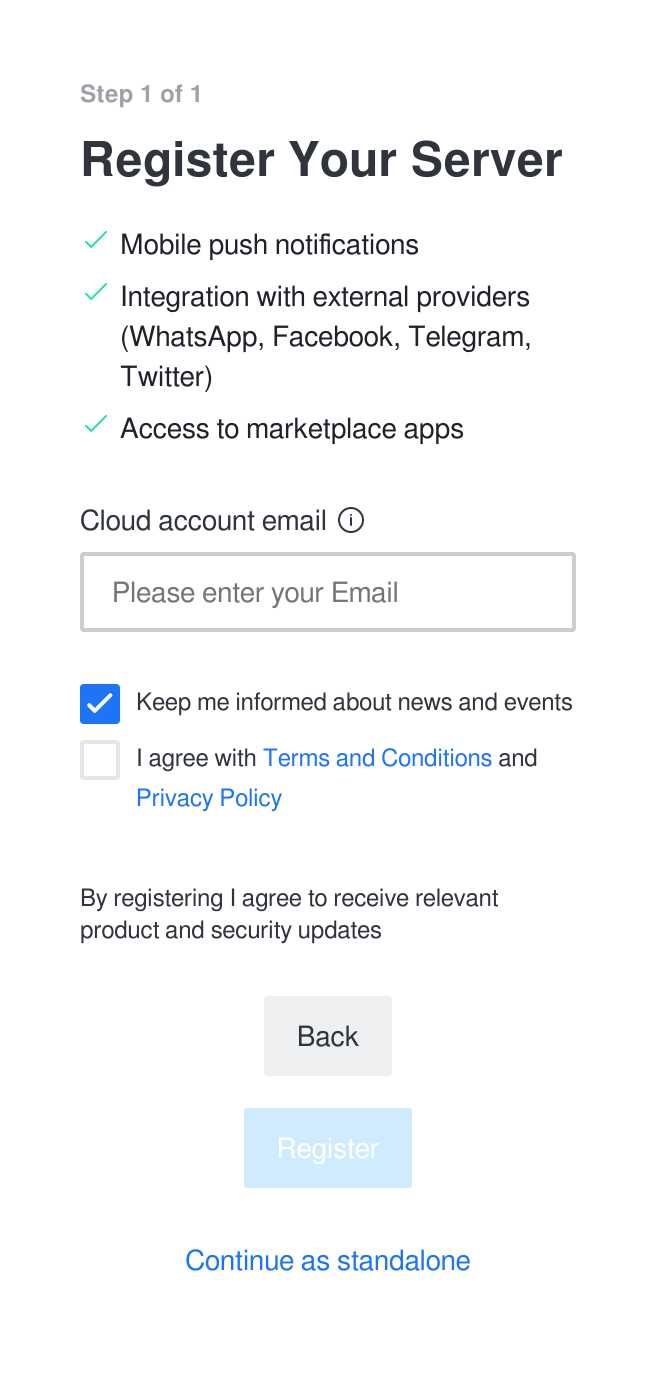 Step 1 of 1
Register Your Server
Mobile push notifications
Integration with external providers
(WhatsApp, Facebook, Telegram,
Twitter)
Access to marketplace apps
Cloud account email
Please enter your Email
Keep me informed about news and events
I agree with Terms and Conditions and
Privacy Policy
By registering I agree to receive relevant
product and security updates
Back
Register
Continue as standalone